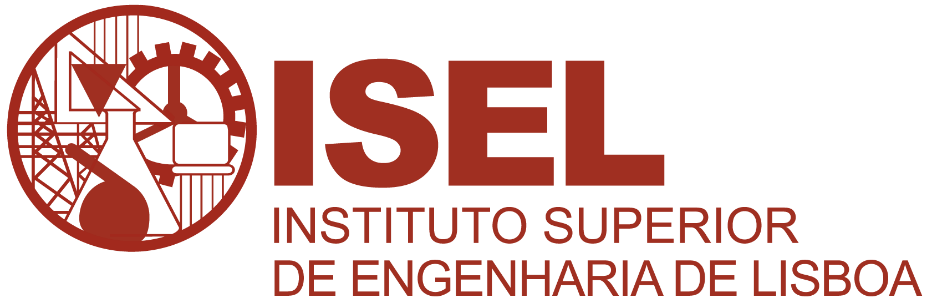 ISEL
INSTITUTO SUPERIOR
DE ENGENHARIA DE LISBOA